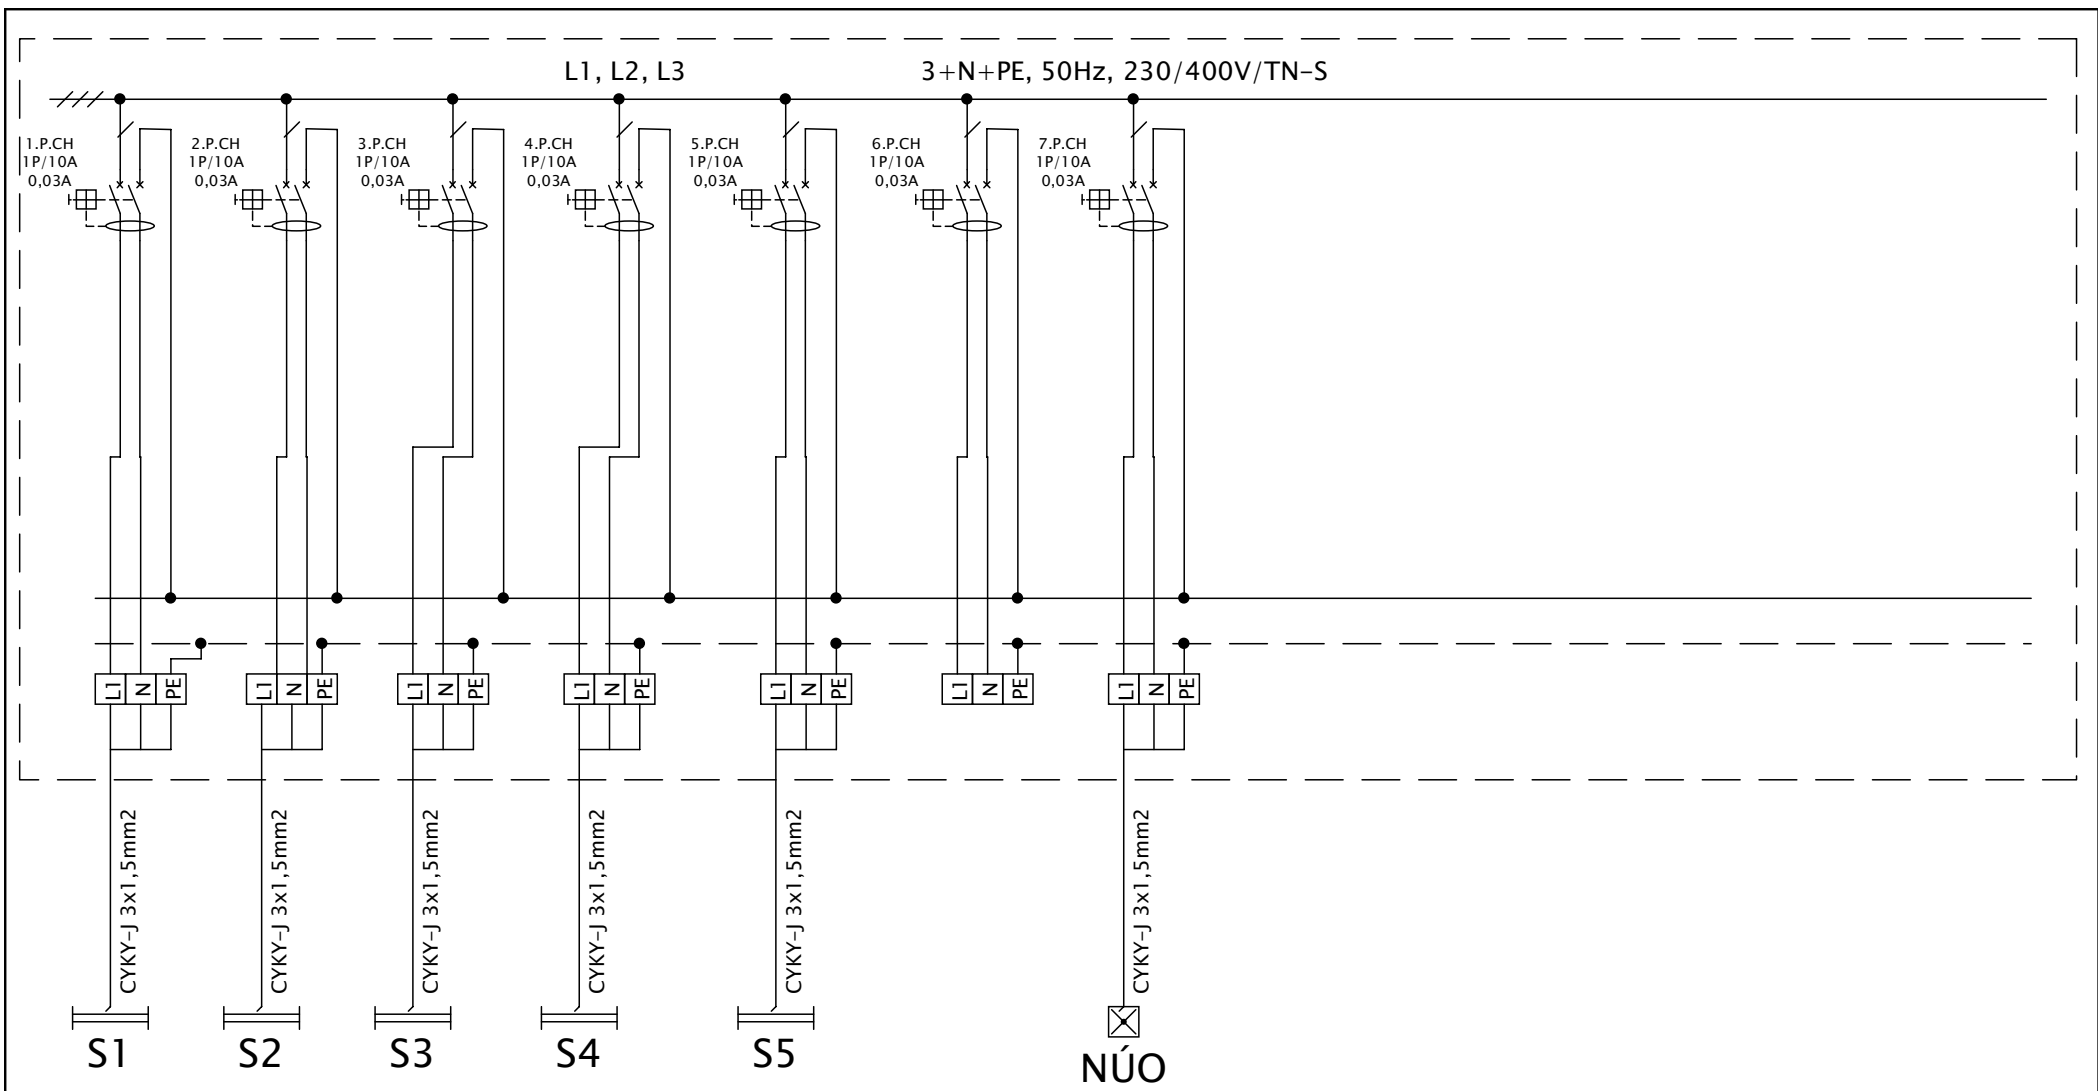 L1, L2, L3
3+N+PE, 50Hz, 230/400V/TN-S
1.P.CH
1P/10A
0,03A
2.P.CH
1P/10A
0,03A
3.P.CH
1P/10A
0,03A
4.P.CH
1P/10A
0,03A
5.P.CH
1P/10A
0,03A
6.P.CH
1P/10A
0,03A
7.P.CH
1P/10A
0,03A
L1 N PE
L1 N PE
L1 N PE
L1 N PE
L1 N PE
L1 N PE
L1 N PE
CYKY-J 3x1,5mm2
CYKY-J 3x1,5mm2
CYKY-J 3x1,5mm2
CYKY-J 3x1,5mm2
CYKY-J 3x1,5mm2
CYKY-J 3x1,5mm2
S1
S2
S3
S4
S5
NÚO